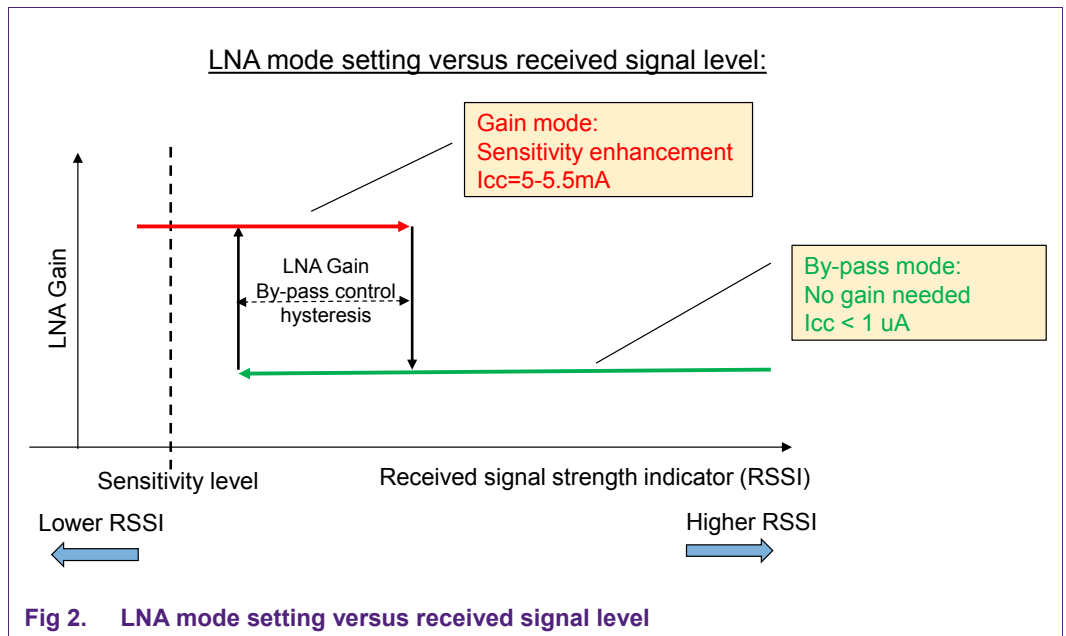 LNA mode setting versus received signal level:
Gain mode:
Sensitivity enhancement
Icc=5-5.5mA
LNA Gain
LNA Gain
By-pass control
hysteresis
By-pass mode:
No gain needed
Icc < 1 uA
Sensitivity level
Received signal strength indicator (RSSI)
Lower RSSI
Higher RSSI
Fig 2. LNA mode setting versus received signal level